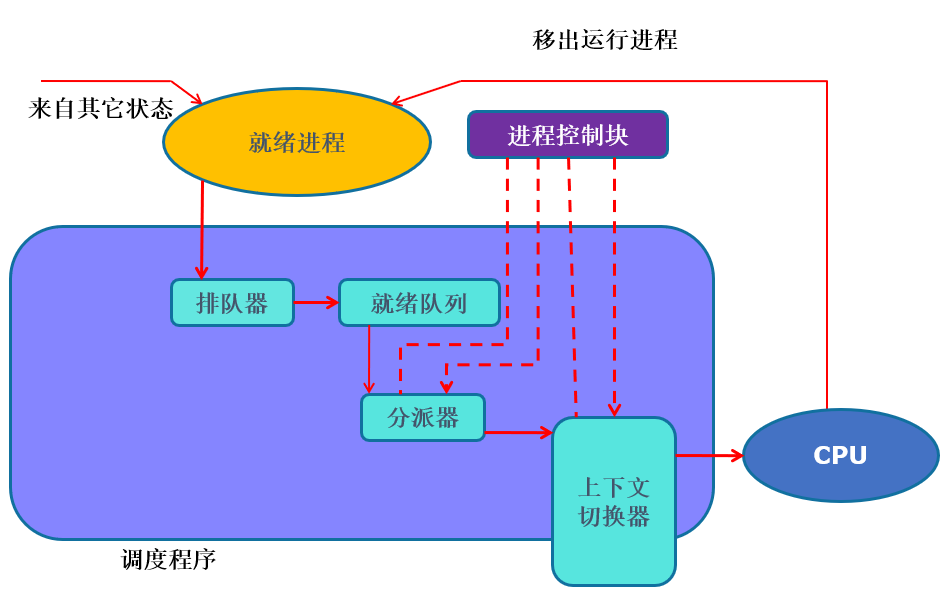 移出运行进程
来自其它状态
就绪进程
进程控制块
排队器
就绪队列
分派器
上下文
切换器
CPU
调度程序